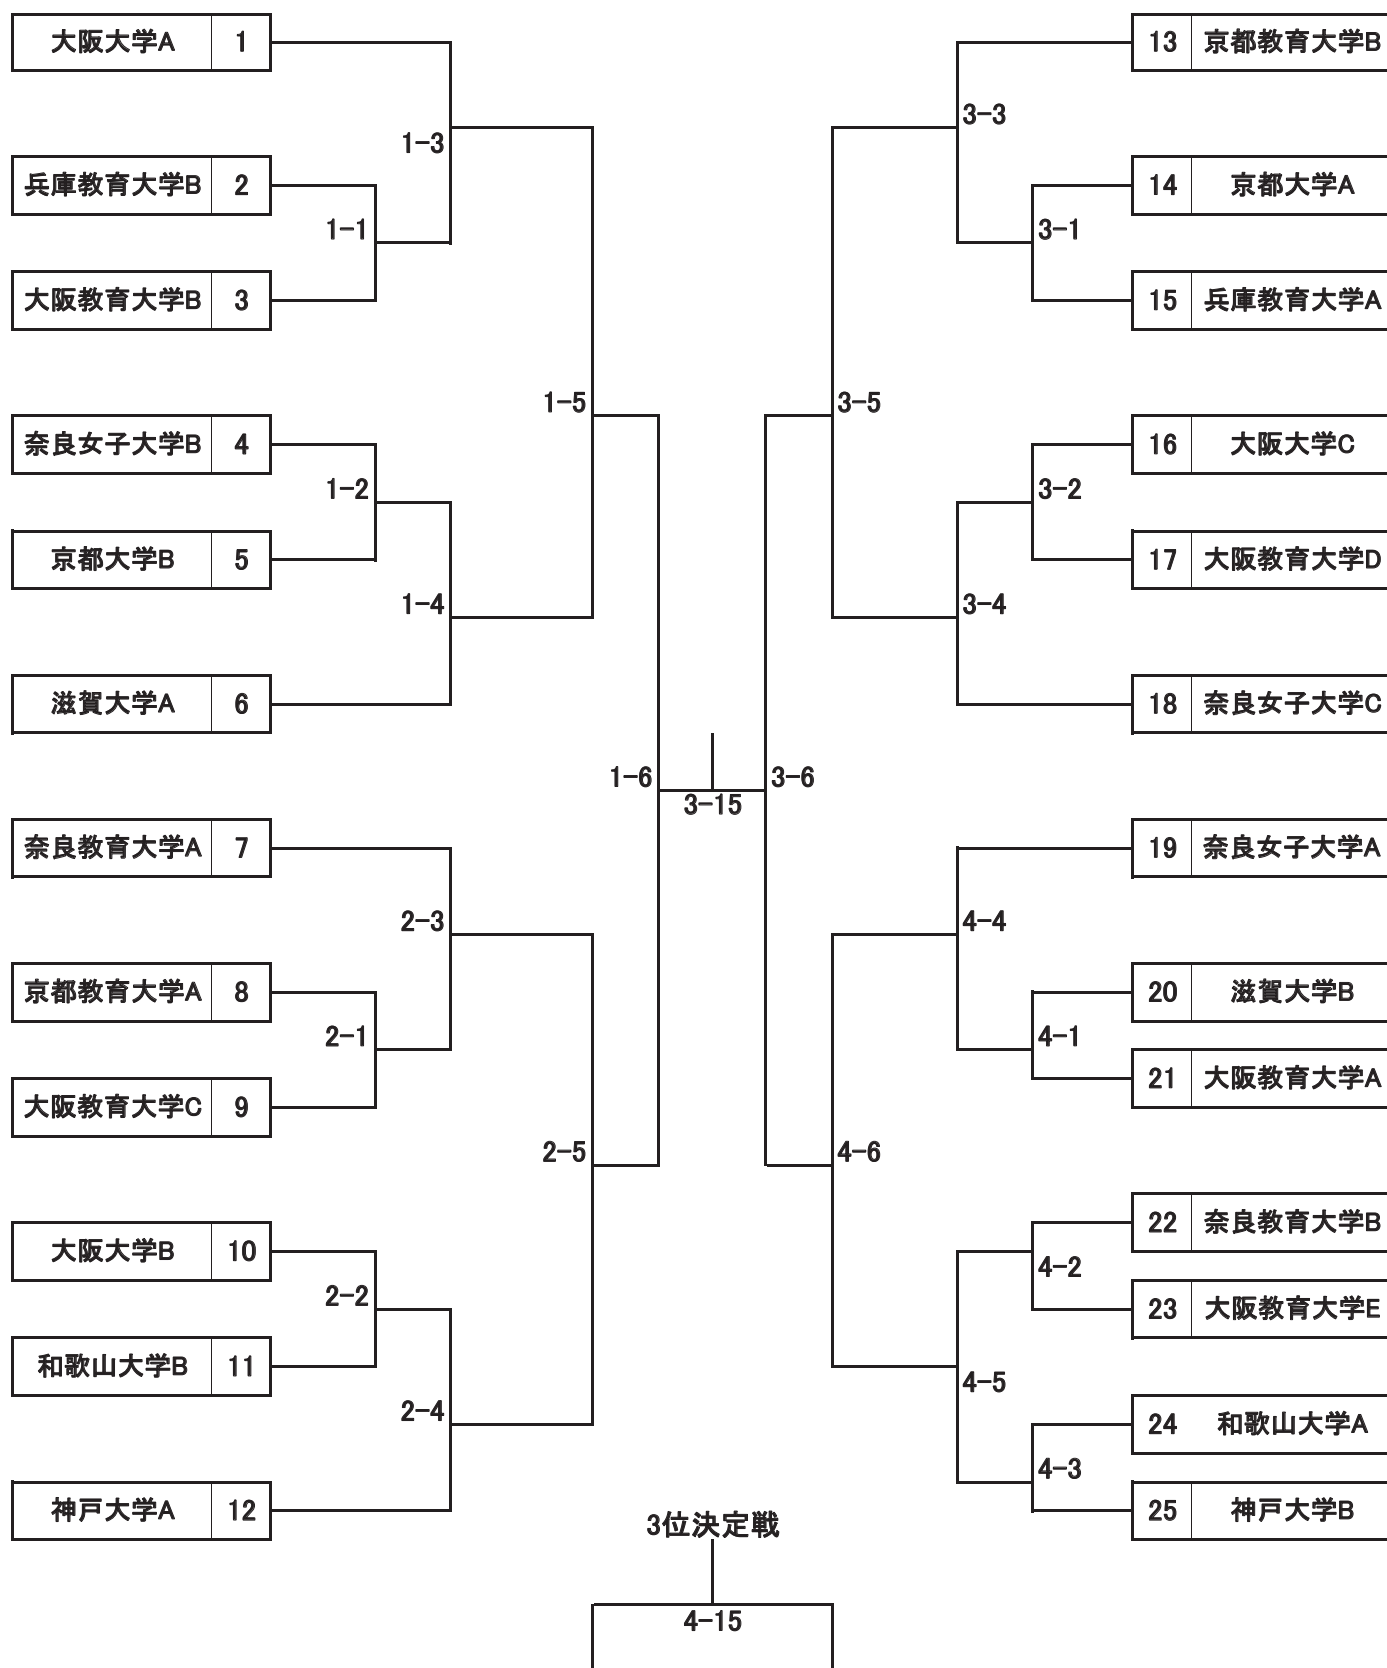 大阪大学A 1
兵庫教育大学B 2
大阪教育大学B 3
奈良女子大学B 4
京都大学B 5
滋賀大学A 6
奈良教育大学A 7
京都教育大学A 8
大阪教育大学C 9
大阪大学B 10
和歌山大学B 11
神戸大学A 12
1-3
1-1
1-5
1-2
1-4
1-6
2-3
2-1
2-5
2-2
2-4
3-15
13 京都教育大学B
14 京都大学A
15 兵庫教育大学A
16 大阪大学C
17 大阪教育大学D
18 奈良女子大学C
19 奈良女子大学A
20 滋賀大学B
21 大阪教育大学A
22 奈良教育大学B
23 大阪教育大学E
24 和歌山大学A
25 神戸大学B
3-3
3-1
3-5
3-2
3-4
3-6
4-4
4-1
4-6
4-2
4-5
4-3
3位決定戦
4-15